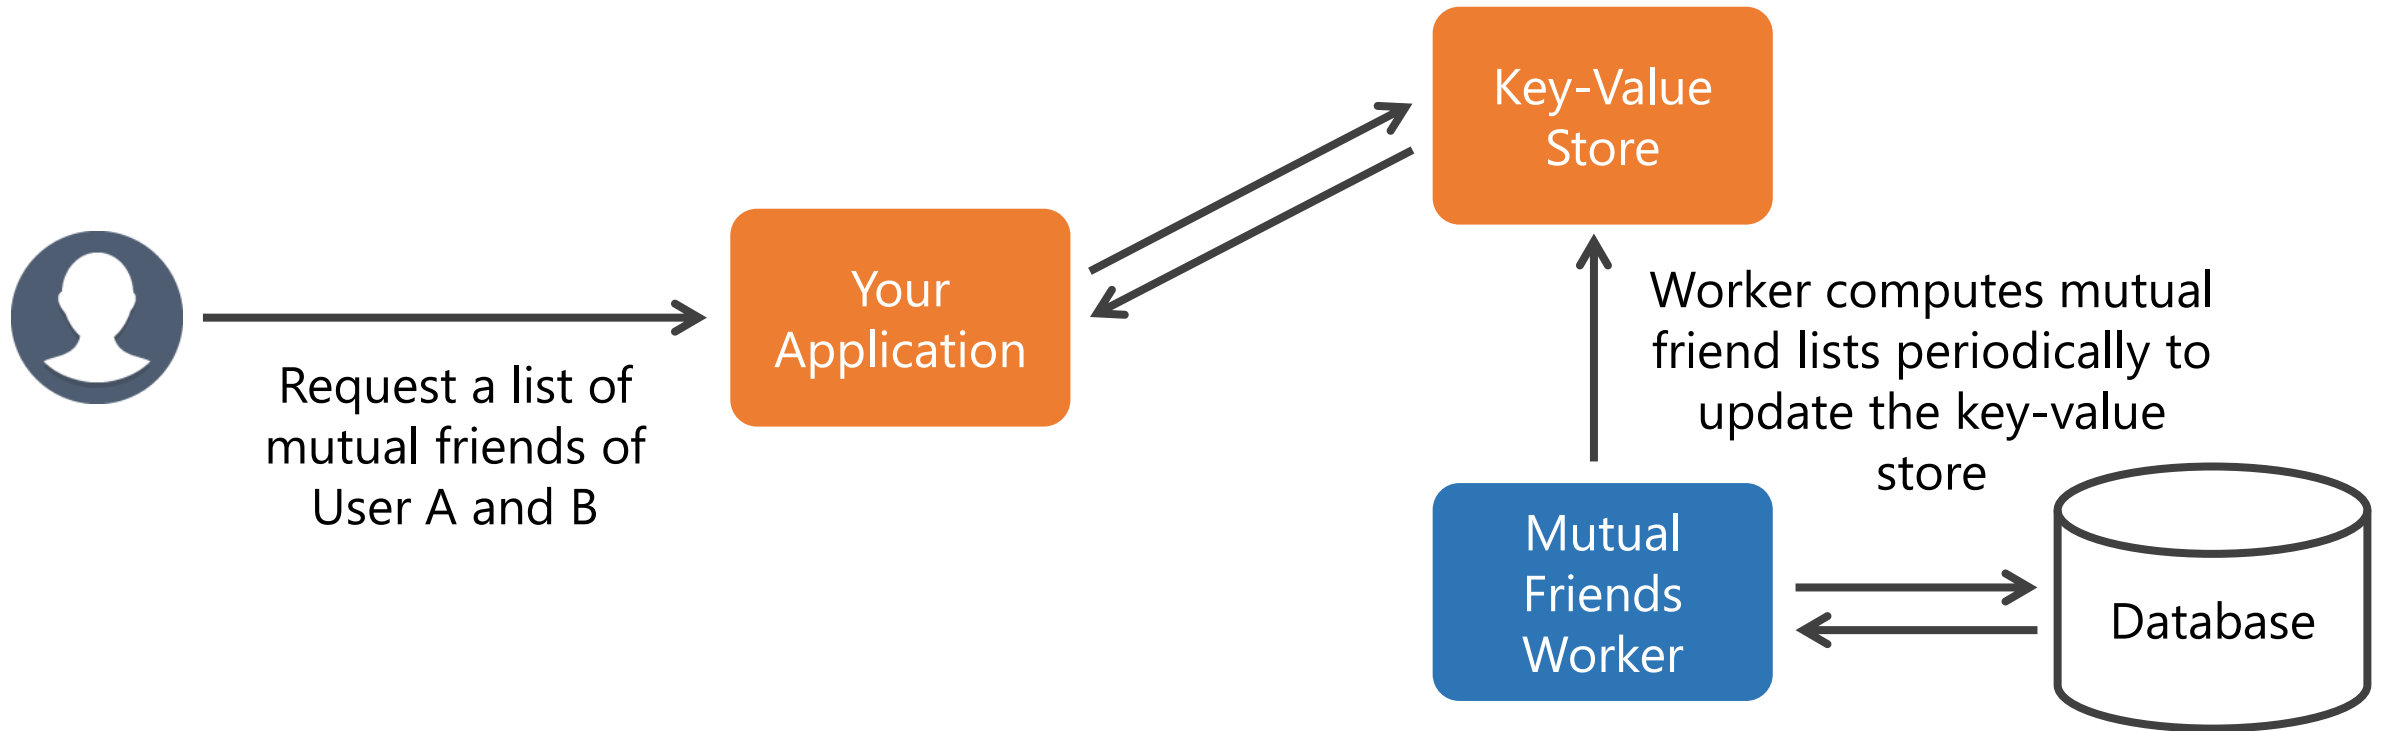 Key-Value
Store
Your
Application
Request a list of
mutual friends of
User A and B
Worker computes mutual
friend lists periodically to
update the key-value
store
Mutual
Friends
Worker
Database